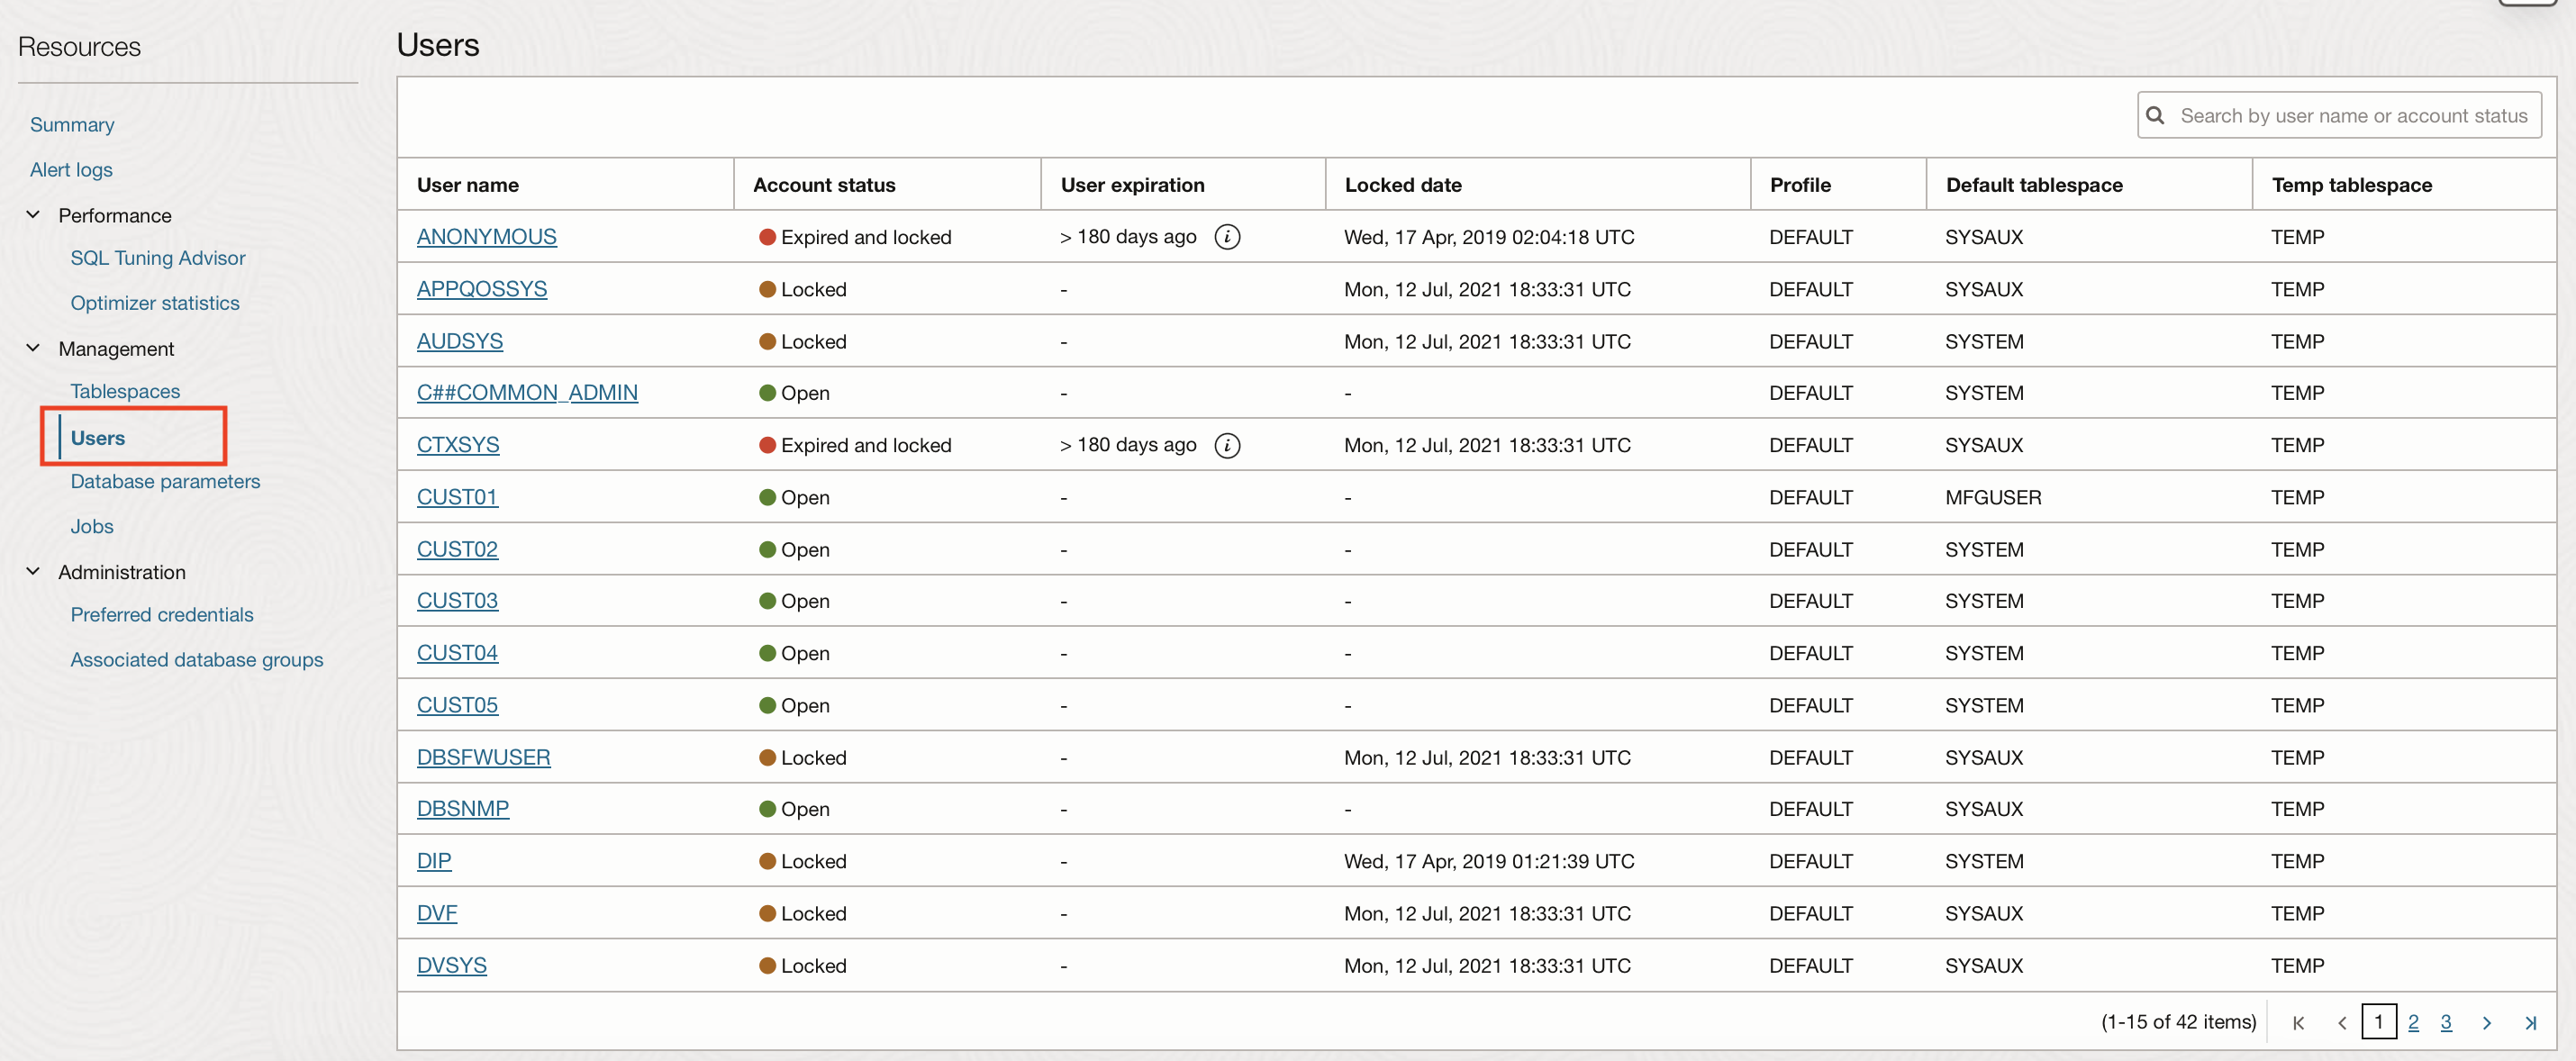 Resources
Summary
Alert logs
Performance
SQL Tuning Advisor
Optimizer statistics
Management
Tablespaces
Users
Database parameters
Jobs
Administration
Preferred credentials
Associated database groups
Users
Search by user name or account status
User name Account status User expiration Locked date Profile Default tablespace Temp tablespace
ANONYMOUS Expired and locked > 180 days ago i Wed, 17 Apr, 2019 02:04:18 UTC DEFAULT SYSAUX TEMP
APPQOSSYS Locked - Mon, 12 Jul, 2021 18:33:31 UTC DEFAULT SYSAUX TEMP
AUDSYS Locked - Mon, 12 Jul, 2021 18:33:31 UTC DEFAULT SYSTEM TEMP
C##COMMON_ADMIN Open - - DEFAULT SYSTEM TEMP
CTXSYS Expired and locked > 180 days ago i Mon, 12 Jul, 2021 18:33:31 UTC DEFAULT SYSAUX TEMP
CUST01 Open - - DEFAULT MFGUSER TEMP
CUST02 Open - - DEFAULT SYSTEM TEMP
CUST03 Open - - DEFAULT SYSTEM TEMP
CUST04 Open - - DEFAULT SYSTEM TEMP
CUST05 Open - - DEFAULT SYSTEM TEMP
DBSFWUSER Locked - Mon, 12 Jul, 2021 18:33:31 UTC DEFAULT SYSAUX TEMP
DBSNMP Open - - DEFAULT SYSAUX TEMP
DIP Locked - Wed, 17 Apr, 2019 01:21:39 UTC DEFAULT SYSTEM TEMP
DVF Locked - Mon, 12 Jul, 2021 18:33:31 UTC DEFAULT SYSAUX TEMP
DVSYS Locked - Mon, 12 Jul, 2021 18:33:31 UTC DEFAULT SYSAUX TEMP
(1-15 of 42 items) 1 2 3